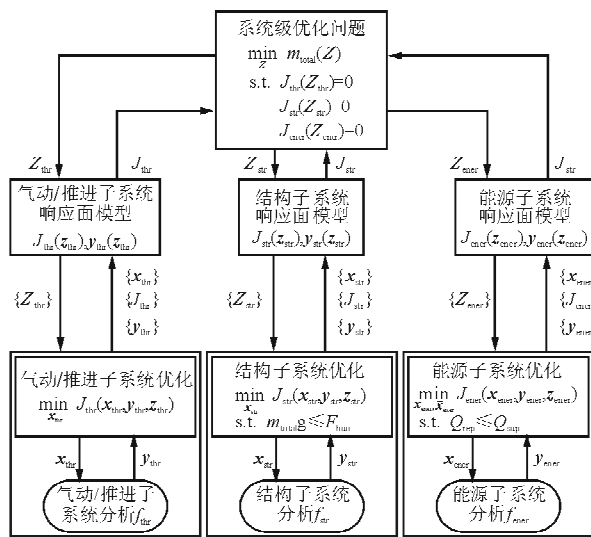 系统级优化问题
min m_total(Z)
Z
s.t. J_thr(Z_thr)=0
J_str(Z_str) 0
J_ener(Z_ener)=0
Z_thr J_thr Z_str J_str Z_ener J_str
气动/推进子系统
响应面模型
J_thr(z_thr),y_thr(z_thr)
结构子系统
响应面模型
J_str(z_str),y_str(z_str)
能源子系统
响应面模型
J_ener(z_ener),y_ener(z_ener)
{Z_thr}
{x_thr}
{J_thr}
{y_thr}
{Z_str}
{x_str}
{J_str}
{y_str}
{Z_ener}
{x_ener}
{J_ener}
{y_ener}
气动/推进子系统优化
min J_thr(x_thr,y_thr,z_thr)
x_thr
结构子系统优化
min J_str(x_str,y_str,z_str)
x_str
s.t. m_total g≤F
能源子系统优化
min J_ener(x_ener,y_ener,z_ener)
s.t. Q ≤Q
x_thr y_thr x_str y_str x_ener y_ener
气动/推进子
系统分析f_thr
结构子系统
分析f_str
能源子系统
分析f_ener